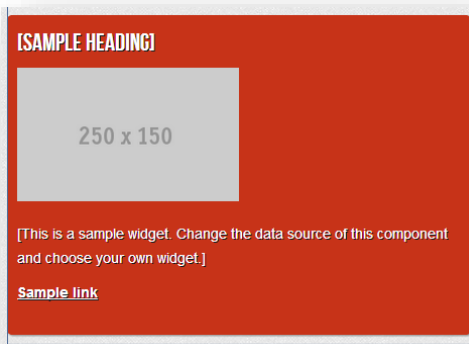 [SAMPLE HEADING]
250 x 150
[This is a sample widget. Change the data source of this component
and choose your own widget.]
Sample link